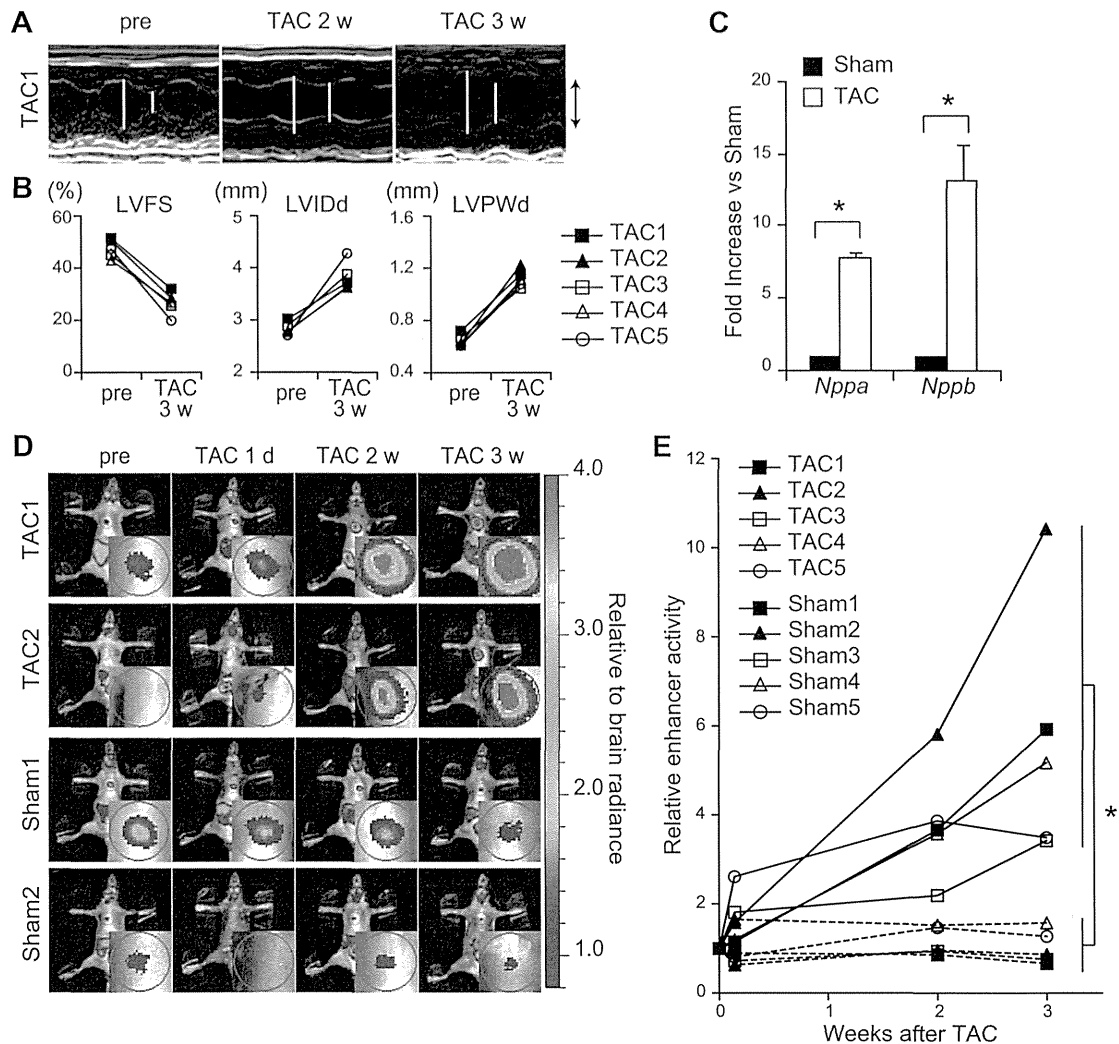 A
pre
TAC 2 w
TAC 3 w
TAC1
B
(%)
LVFS
60
40
20
0
pre
TAC
3 w
(mm)
LVIDd
5
4
3
2
pre
TAC
3 w
(mm)
LVPWd
1.6
1.2
0.8
0.4
pre
TAC
3 w
TAC1
TAC2
TAC3
TAC4
TAC5
C
Fold Increase vs Sham
20
15
10
5
0
Sham
TAC
*
*
Nppa
Nppb
D
pre
TAC 1 d
TAC 2 w
TAC 3 w
TAC1
TAC2
Sham1
Sham2
4.0
3.0
2.0
1.0
Relative to brain radiance
E
Relative enhancer activity
12
10
8
6
4
2
0
TAC1
TAC2
TAC3
TAC4
TAC5
Sham1
Sham2
Sham3
Sham4
Sham5
*
0
1
2
3
Weeks after TAC